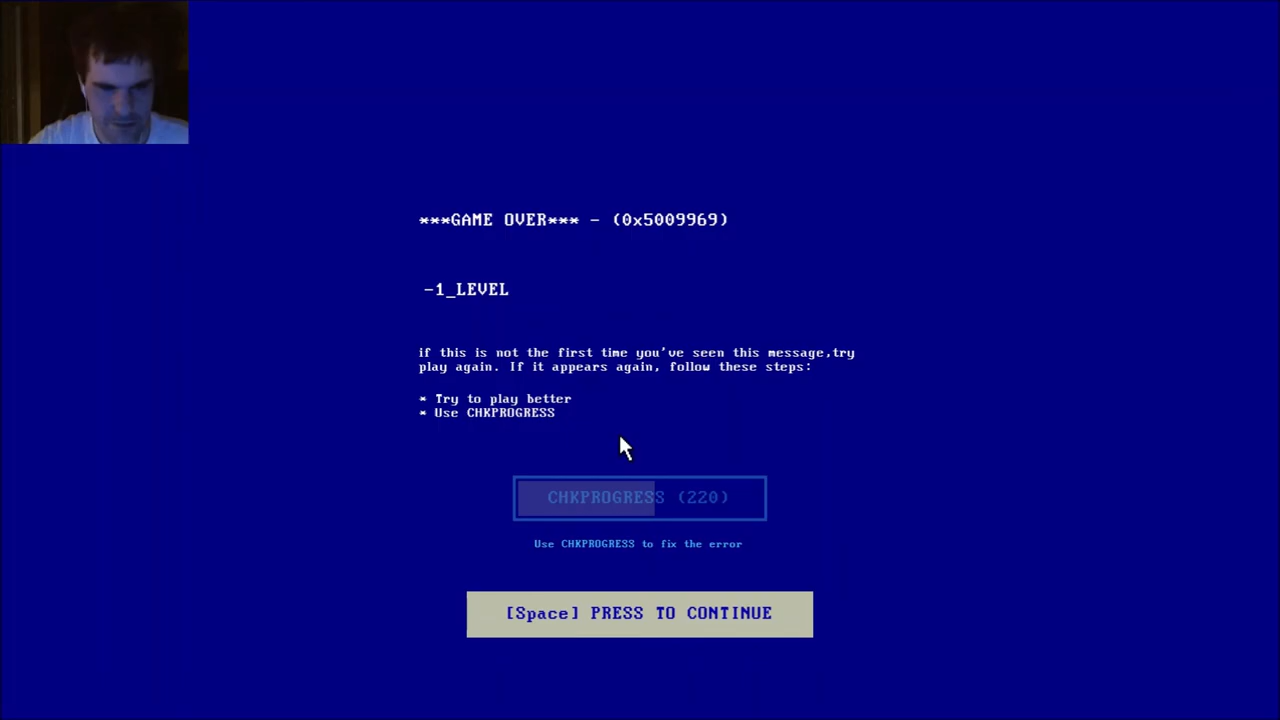 ***GAME OVER*** - (0x5009969)
-1_LEVEL
if this is not the first time you've seen this message,try
play again. If it appears again, follow these steps:
* Try to play better
* Use CHKPROGRESS
CHKPROGRESS (220)
Use CHKPROGRESS to fix the error
[Space] PRESS TO CONTINUE